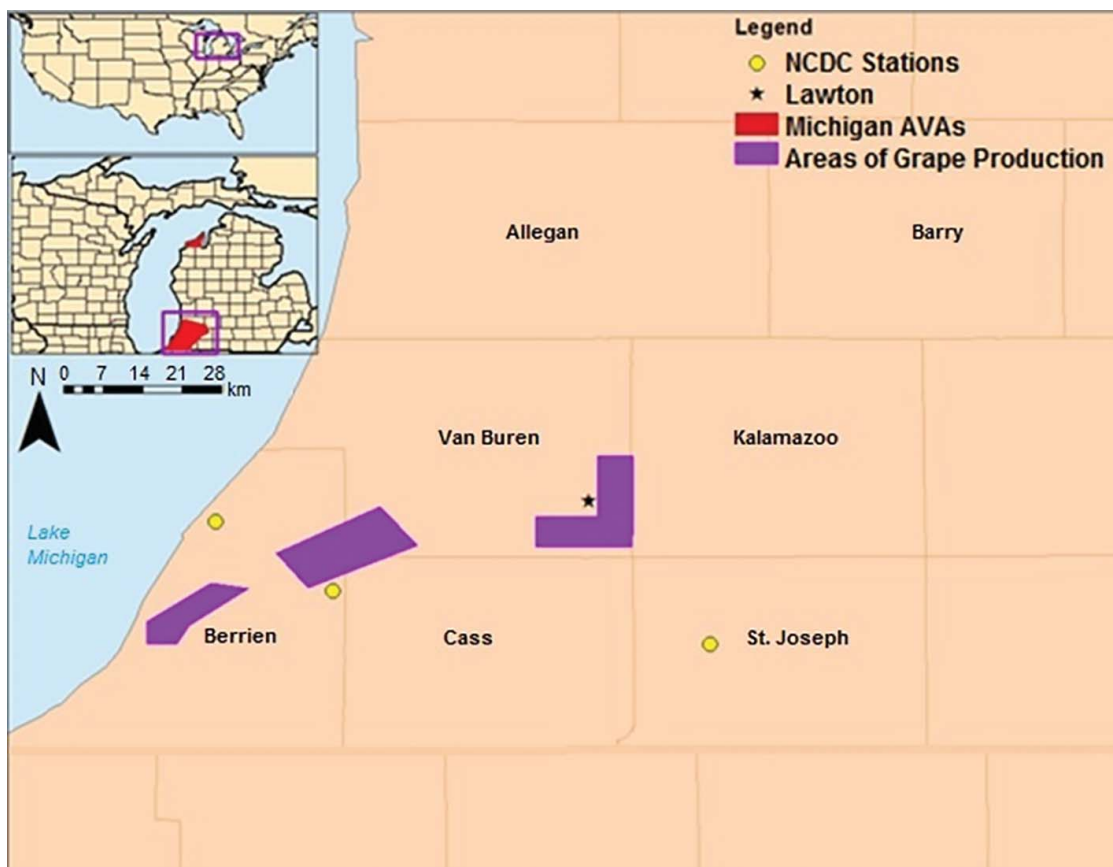 Legend
NCDC Stations
Lawton
Michigan AVAs
Areas of Grape Production
Allegan
Barry
N 0 7 14 21 28
km
Van Buren
Kalamazoo
Lake
Michigan
Berrien
Cass
St. Joseph